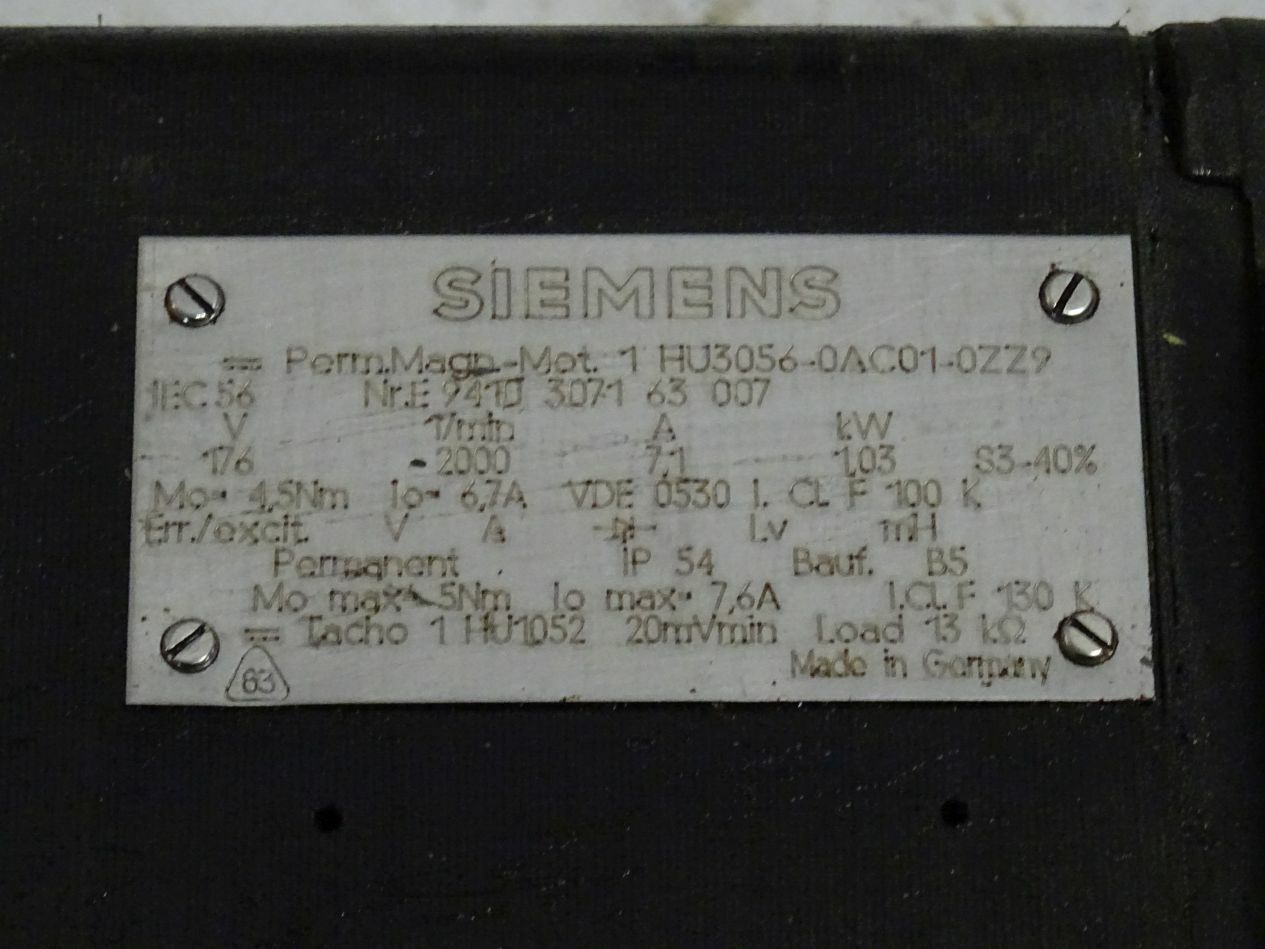 SIEMENS
⎓ Perm.Magn.-Mot. 1 HU3056-0AC01-0ZZ9
IEC 56 Nr.E 9410 3071 63 007
V 1/min A kW
176 2000 7,1 1,03 S3-40%
Mo= 4,5Nm Io= 6,7A VDE 0530 I. CL F 100 K
Err./excit. V A I.v mH
Permanent IP 54 Bauf. B5
Mo max= 5Nm Io max= 7,6A I.CL F 130 K
⎓ Tacho 1 HU1052 20mVmin Load 13 kΩ
Made in Germany
63